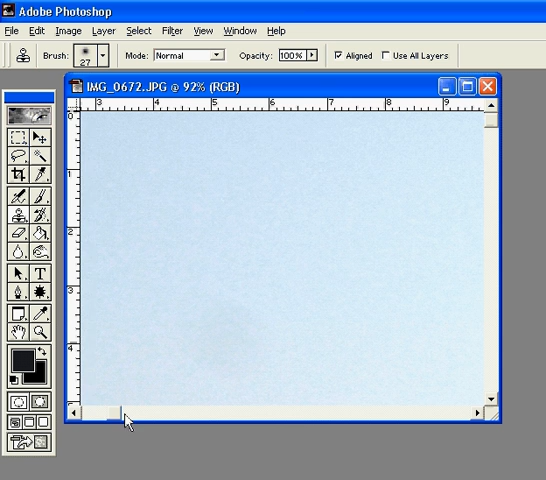 Adobe Photoshop
File Edit Image Layer Select Filter View Window Help
Brush: 27 Mode: Normal Opacity: 100% Aligned Use All Layers
IMG_0672.JPG @ 92% (RGB)
3 4 5 6 7 8 9
0
1
2
3
4
T